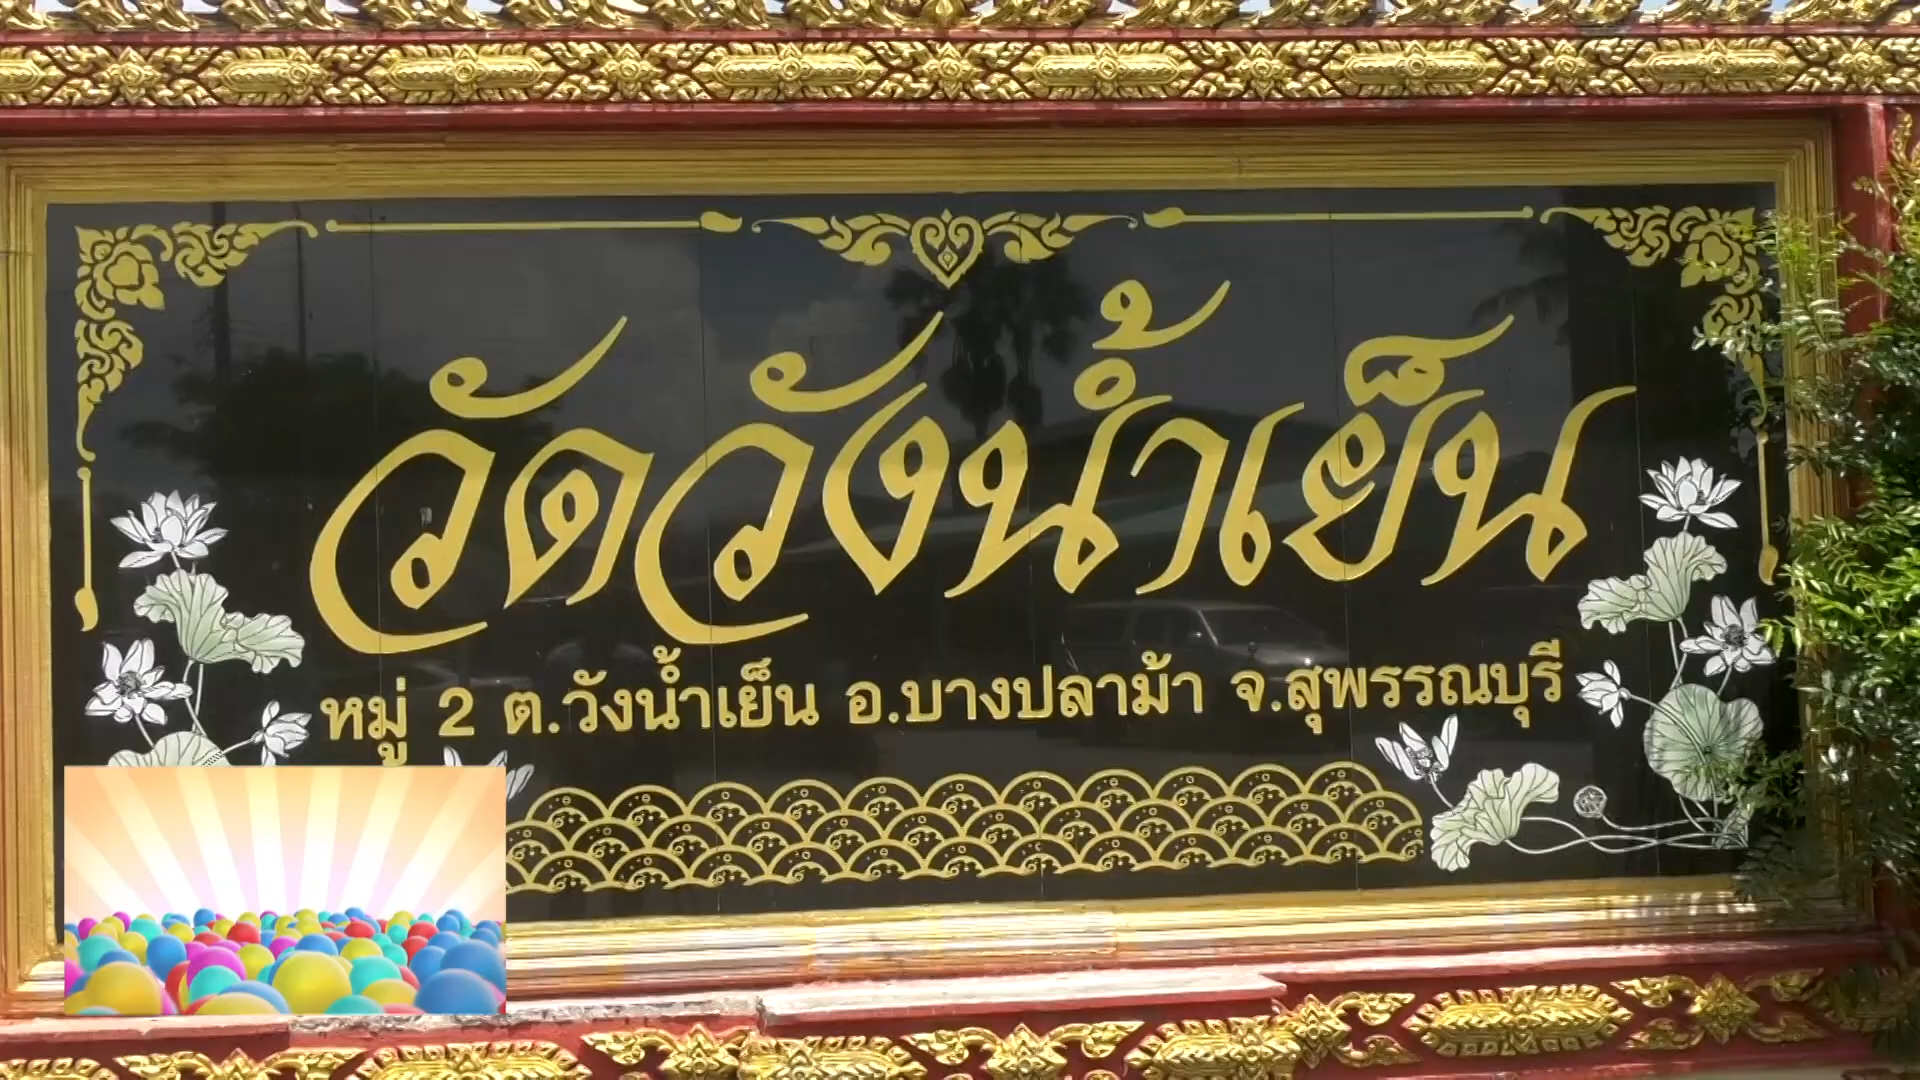 วัดวังน้ำเย็น
หมู่ 2 ต.วังน้ำเย็น อ.บางปลาม้า จ.สุพรรณบุรี